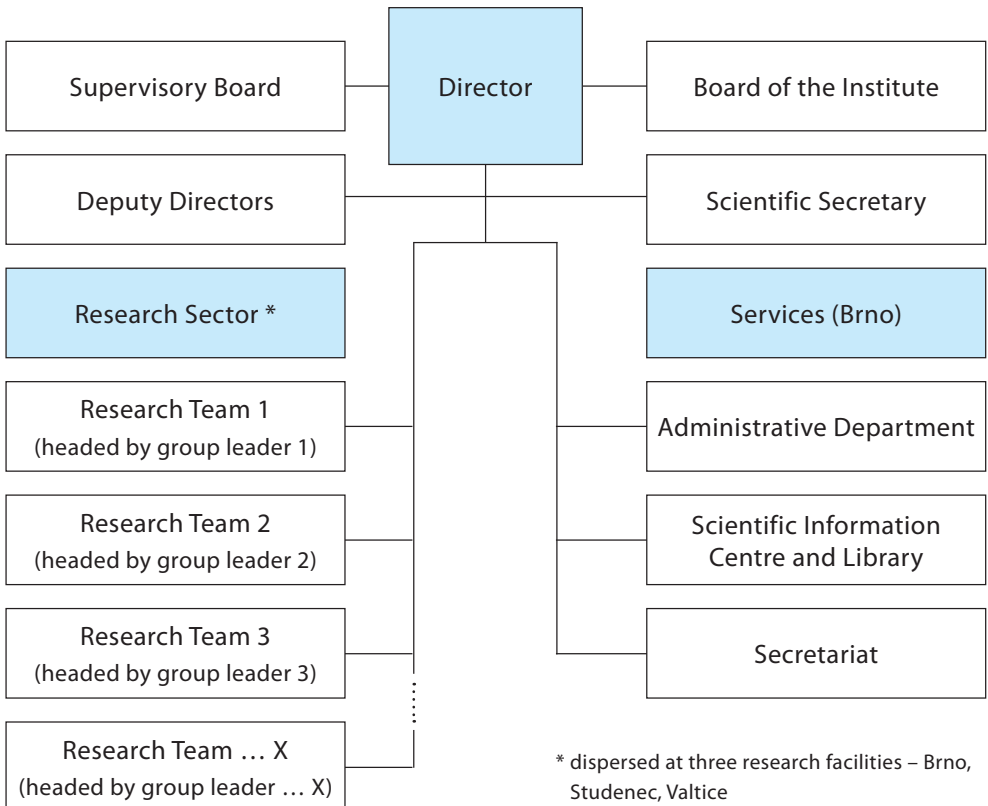 Supervisory Board
Director
Board of the Institute
Deputy Directors
Scientific Secretary
Research Sector *
Services (Brno)
Research Team 1
(headed by group leader 1)
Administrative Department
Research Team 2
(headed by group leader 2)
Scientific Information
Centre and Library
Research Team 3
(headed by group leader 3)
Secretariat
Research Team … X
(headed by group leader … X)
* dispersed at three research facilities – Brno,
Studenec, Valtice